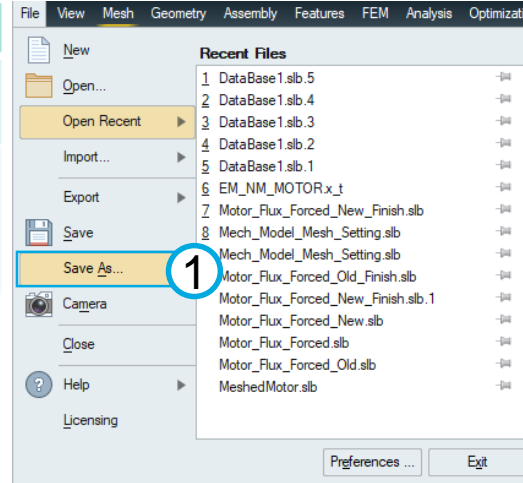 File View Mesh Geometry Assembly Features FEM Analysis Optimizati
New
Open...
Open Recent
Import...
Export
Save
Save As...
Camera
Close
Help
Licensing
1
Recent Files
1 DataBase1.slb.5
2 DataBase1.slb.4
3 DataBase1.slb.3
4 DataBase1.slb.2
5 DataBase1.slb.1
6 EM_NM_MOTOR.x_t
7 Motor_Flux_Forced_New_Finish.slb
8 Mech_Model_Mesh_Setting.slb
Mech_Model_Mesh_Setting.slb
Motor_Flux_Forced_Old_Finish.slb
Motor_Flux_Forced_New_Finish.slb.1
Motor_Flux_Forced_New.slb
Motor_Flux_Forced.slb
Motor_Flux_Forced_Old.slb
MeshedMotor.slb
Preferences ... Exit